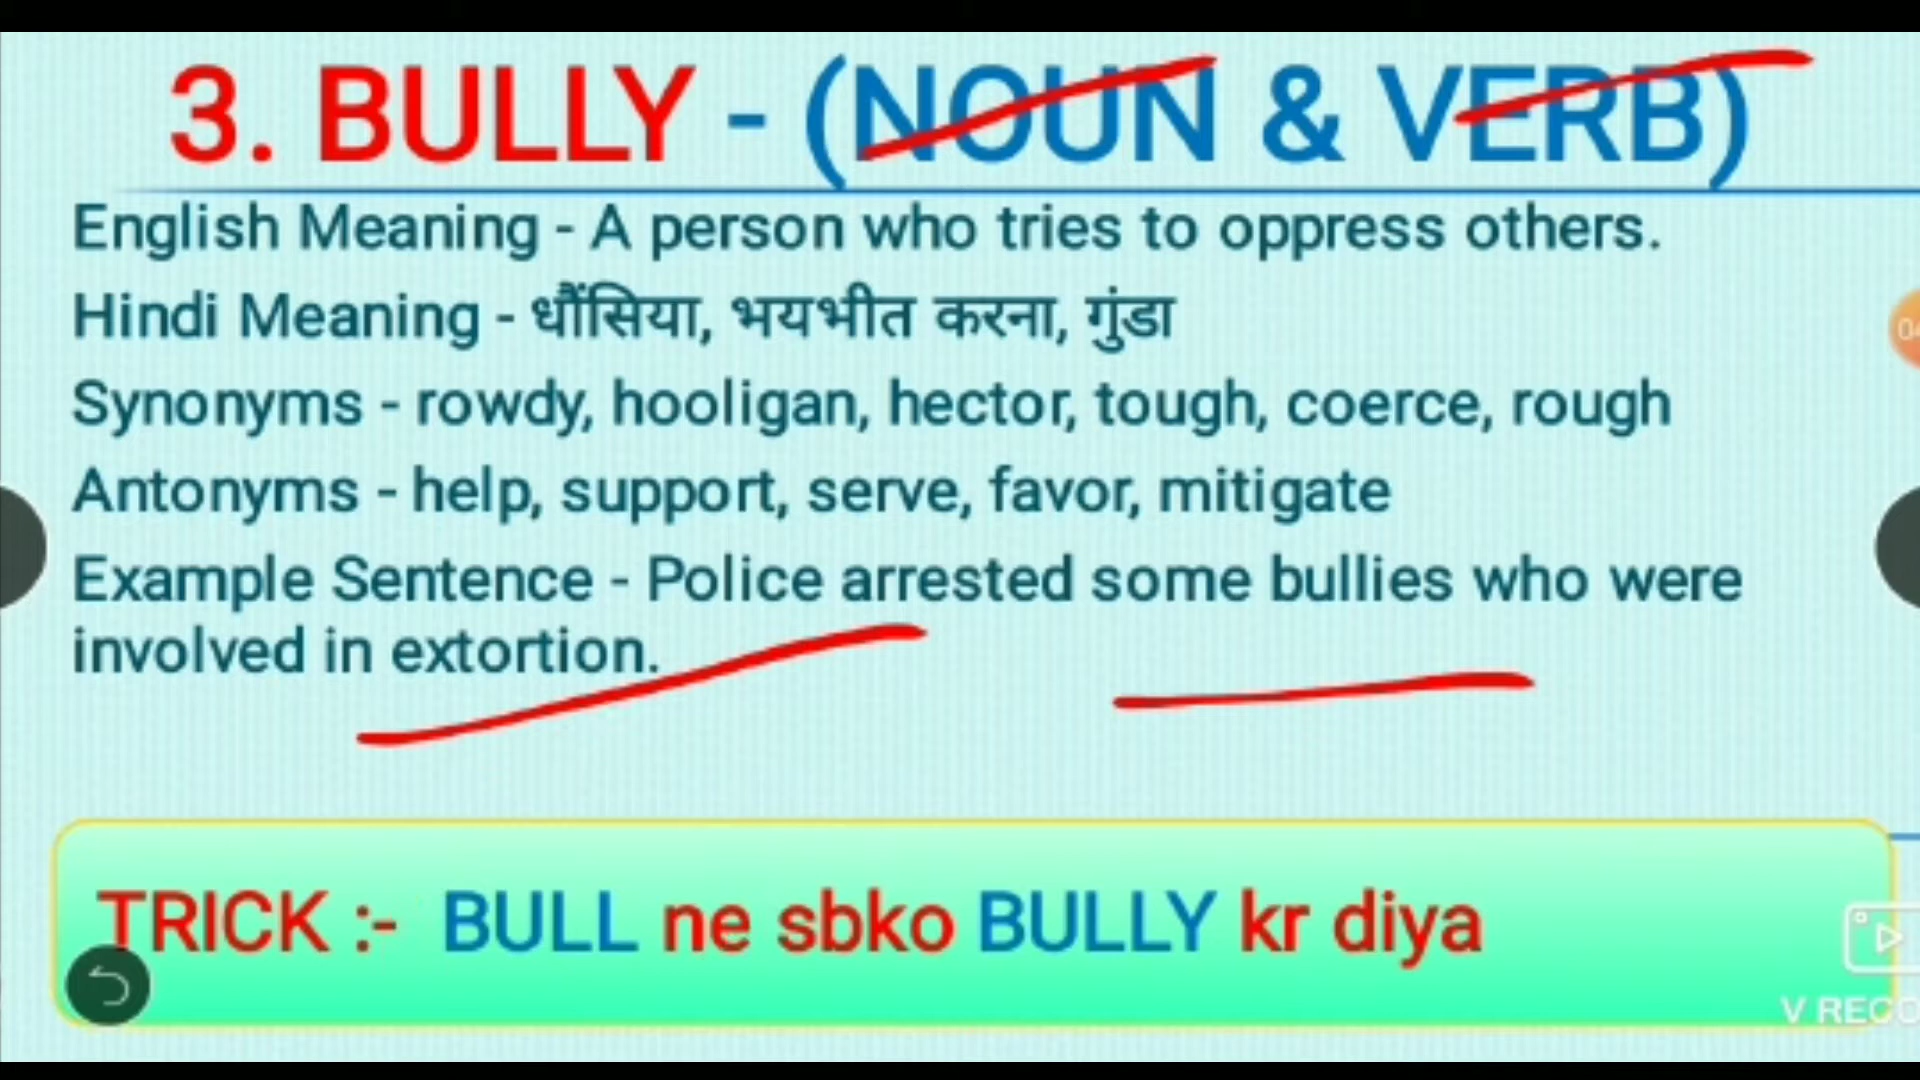 3. BULLY - (NOUN & VERB)
English Meaning - A person who tries to oppress others.
Hindi Meaning - धौंसिया, भयभीत करना, गुंडा
Synonyms - rowdy, hooligan, hector, tough, coerce, rough
Antonyms - help, support, serve, favor, mitigate
Example Sentence - Police arrested some bullies who were
involved in extortion.
TRICK :- BULL ne sbko BULLY kr diya
V RECO